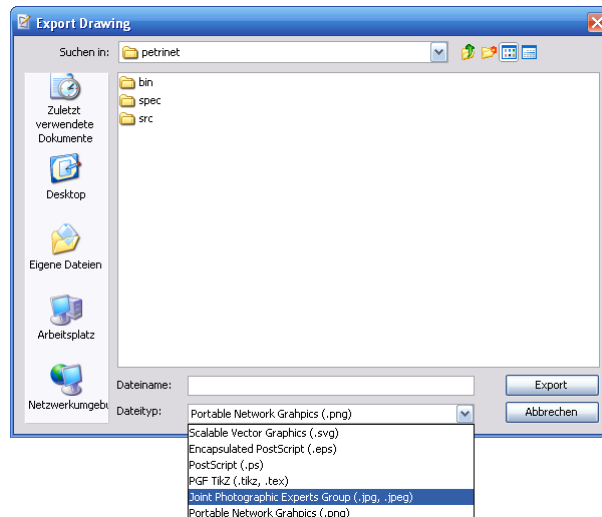 Export Drawing
Suchen in:
petrinet
bin
spec
src
Zuletzt
verwendete
Dokumente
Desktop
Eigene Dateien
Arbeitsplatz
Netzwerkumgebu
Dateiname:
Export
Dateityp:
Portable Network Grahpics (.png)
Abbrechen
Scalable Vector Graphics (.svg)
Encapsulated PostScript (.eps)
PostScript (.ps)
PGF TikZ (.tikz, .tex)
Joint Photographic Experts Group (.jpg, .jpeg)
Portable Network Grahpics (.png)